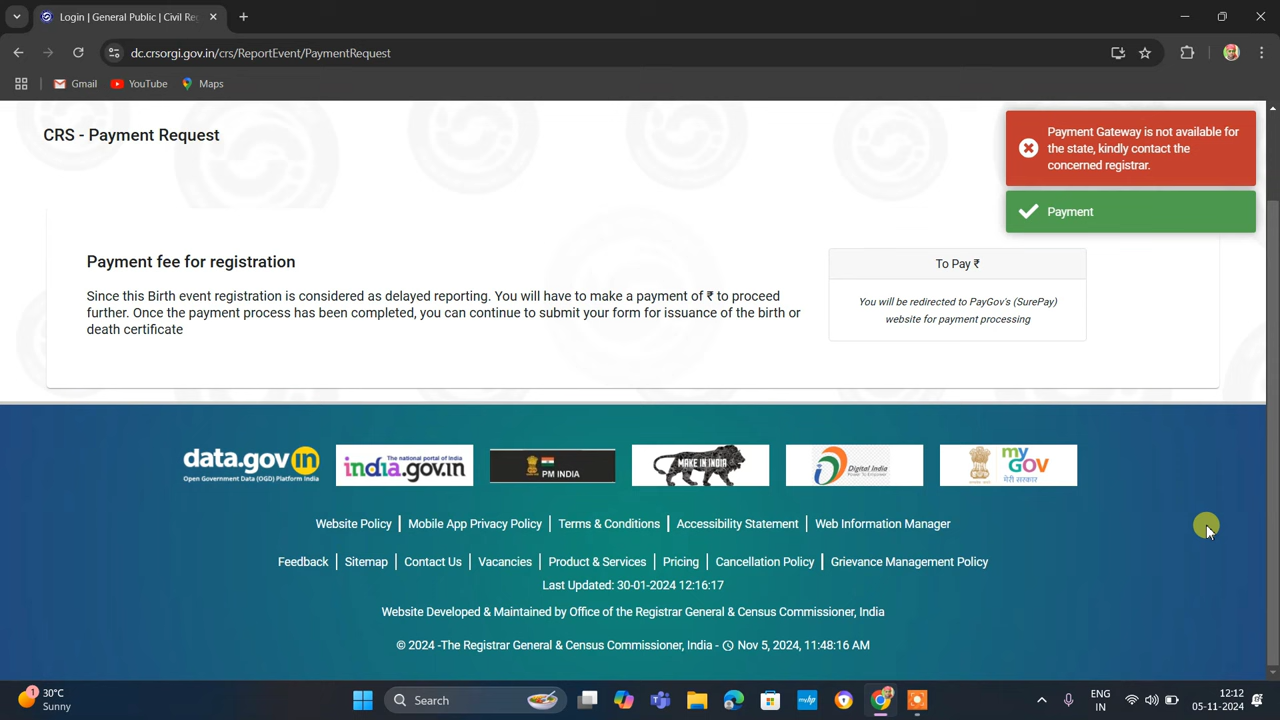 Login | General Public | Civil Re
dc.crsorgi.gov.in/crs/ReportEvent/PaymentRequest
Gmail
YouTube
Maps
CRS - Payment Request
Payment Gateway is not available for
the state, kindly contact the
concerned registrar.
Payment
Payment fee for registration
Since this Birth event registration is considered as delayed reporting. You will have to make a payment of ₹ to proceed
further. Once the payment process has been completed, you can continue to submit your form for issuance of the birth or
death certificate
To Pay ₹
You will be redirected to PayGov's (SurePay)
website for payment processing
data.gov in
Open Government Data (OGD) Platform India
The national portal of India
india.gov.in
PM INDIA
MAKE IN INDIA
Digital India
Power To Empower
my
GOV
मेरी सरकार
Website Policy | Mobile App Privacy Policy | Terms & Conditions | Accessibility Statement | Web Information Manager
Feedback | Sitemap | Contact Us | Vacancies | Product & Services | Pricing | Cancellation Policy | Grievance Management Policy
Last Updated: 30-01-2024 12:16:17
Website Developed & Maintained by Office of the Registrar General & Census Commissioner, India
© 2024 -The Registrar General & Census Commissioner, India - Nov 5, 2024, 11:48:16 AM
1
30°C
Sunny
Search
ENG
IN
12:12
05-11-2024